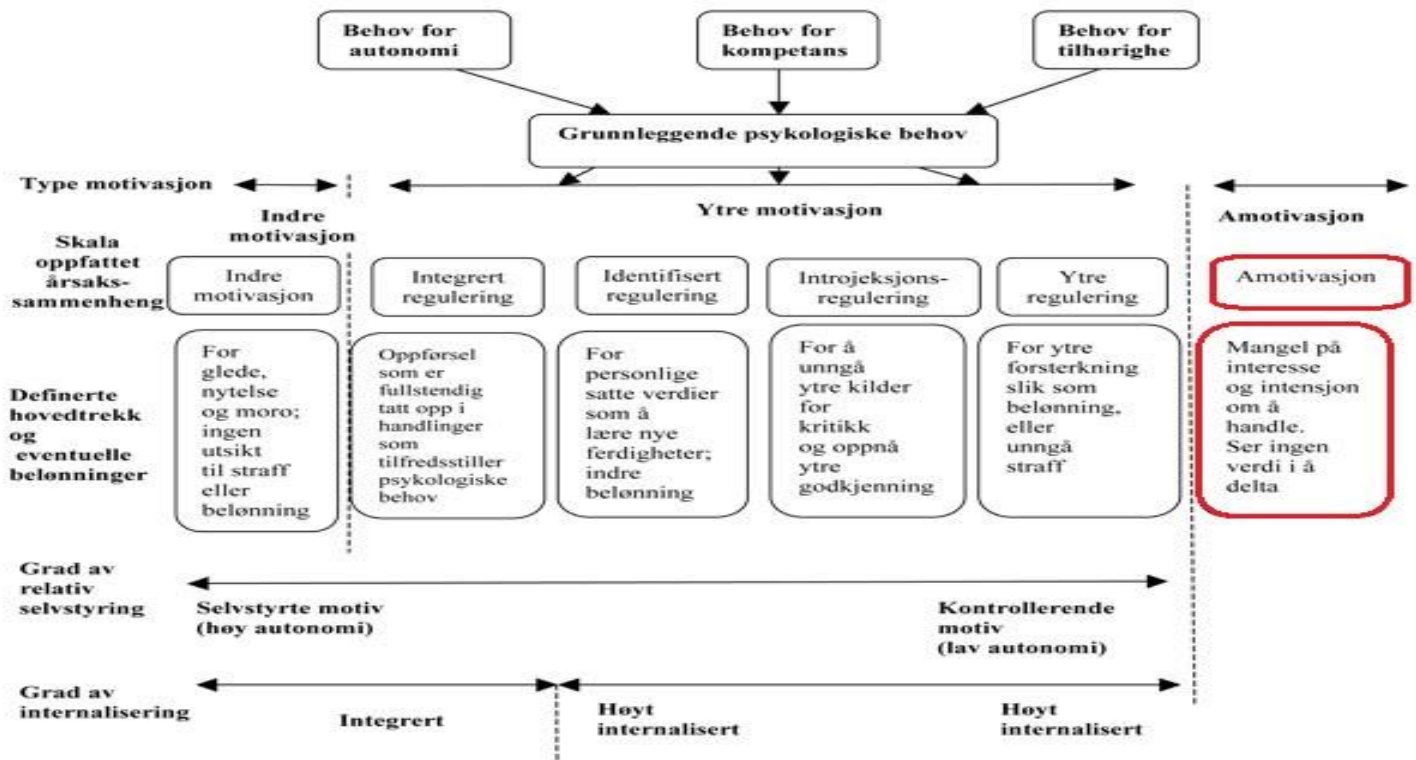 Behov for
autonomi
Behov for
kompetans
Behov for
tilhørighe
Grunnleggende psykologiske behov
Type motivasjon
Indre
motivasjon
Ytre motivasjon
Amotivasjon
Skala
oppfattet
årsaks-
sammenheng
Indre
motivasjon
Integrert
regulering
Identifisert
regulering
Introjeksjons-
regulering
Ytre
regulering
Amotivasjon
Definerte
hovedtrekk
og
eventuelle
belønninger
For
glede,
nytelse
og moro;
ingen
utsikt
til straff
eller
belønning
Oppførsel
som er
fullstendig
tatt opp i
handlinger
som
tilfredsstiller
psykologiske
behov
For
personlige
satte verdier
som å
lære nye
ferdigheter;
indre
belønning
For å
unngå
ytre kilder
for
kritikk
og oppnå
ytre
godkjenning
For ytre
forsterkning
slik som
belønning,
eller
unngå
straff
Mangel på
interesse
og intensjon
om å
handle.
Ser ingen
verdi i å
delta
Grad av
relativ
selvstyring
Selvstyrte motiv
(høy autonomi)
Kontrollerende
motiv
(lav autonomi)
Grad av
internalisering
Integrert
Høyt
internalisert
Høyt
internalisert